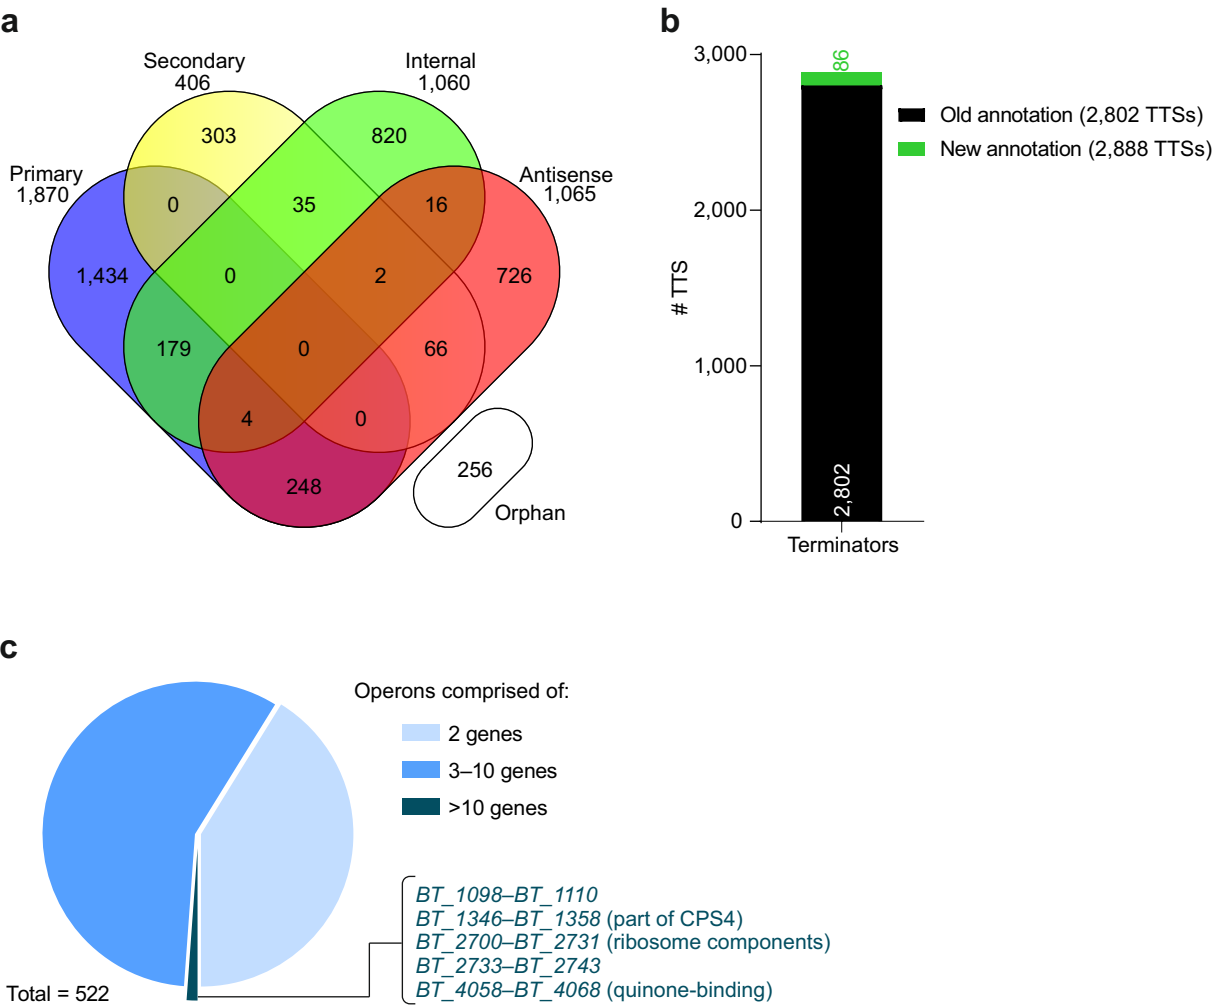 a
Secondary
406
Internal
1,060
Primary
1,870
Antisense
1,065
303
820
0
35
16
1,434
0
2
726
179
0
66
4
0
248
256
Orphan
b
3,000
2,000
1,000
0
# TTS
86
2,802
Terminators
Old annotation (2,802 TTSs)
New annotation (2,888 TTSs)
c
Operons comprised of:
2 genes
3–10 genes
>10 genes
BT_1098–BT_1110
BT_1346–BT_1358 (part of CPS4)
BT_2700–BT_2731 (ribosome components)
BT_2733–BT_2743
BT_4058–BT_4068 (quinone-binding)
Total = 522